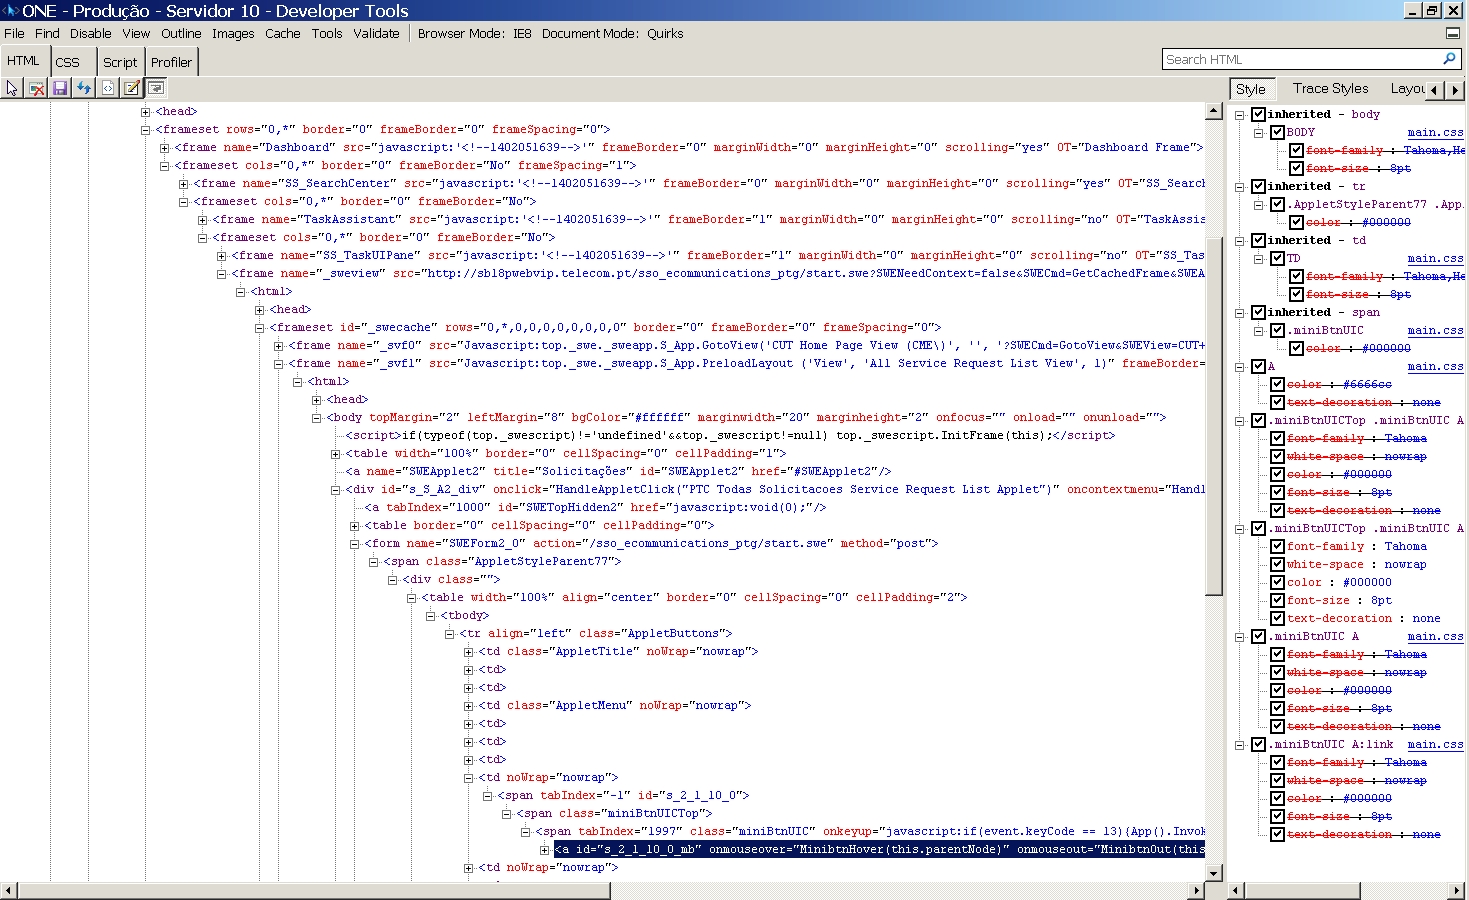 ONE - Produção - Servidor 10 - Developer Tools
File Find Disable View Outline Images Cache Tools Validate Browser Mode: IE8 Document Mode: Quirks
HTML CSS Script Profiler
Search HTML
<head>
<frameset rows="0,*" border="0" frameBorder="0" frameSpacing="0">
<frame name="Dashboard" src="javascript:'<!--1402051639-->'" frameBorder="0" marginWidth="0" marginHeight="0" scrolling="yes" OT="Dashboard Frame">
<frameset cols="0,*" border="0" frameBorder="No" frameSpacing="1">
<frame name="SS_SearchCenter" src="javascript:'<!--1402051639-->'" frameBorder="0" marginWidth="0" marginHeight="0" scrolling="yes" OT="SS_Search
<frameset cols="0,*" border="0" frameBorder="No">
<frame name="TaskAssistant" src="javascript:'<!--1402051639-->'" frameBorder="1" marginWidth="0" marginHeight="0" scrolling="no" OT="TaskAssis
<frameset cols="0,*" border="0" frameBorder="No">
<frame name="SS_TaskUIPane" src="javascript:'<!--1402051639-->'" frameBorder="1" marginWidth="0" marginHeight="0" scrolling="no" OT="SS_Tas
<frame name="_sweview" src="http://sbl8pwebvip.telecom.pt/sso_ecommunications_ptg/start.swe?SWENeedContext=false&SWECmd=GetCachedFrame&SWEA
<html>
<head>
<frameset id="_swecache" rows="0,*,0,0,0,0,0,0,0,0" border="0" frameBorder="0" frameSpacing="0">
<frame name="_svf0" src="Javascript:top._swe._sweapp.S_App.GotoView('CUT Home Page View (CME\)', '', '?SWECmd=GotoView&SWEView=CUT+
<frame name="_svf1" src="Javascript:top._swe._sweapp.S_App.PreloadLayout ('View', 'All Service Request List View', 1)" frameBorder=
<html>
<head>
<body topMargin="2" leftMargin="8" bgColor="#ffffff" marginwidth="20" marginheight="2" onfocus="" onload="" onunload="">
<script>if(typeof(top._swescript)!='undefined'&&top._swescript!=null) top._swescript.InitFrame(this);</script>
<table width="100%" border="0" cellSpacing="0" cellPadding="1">
<a name="SWEApplet2" title="Solicitações" id="SWEApplet2" href="#SWEApplet2"/>
<div id="s_S_A2_div" onclick="HandleAppletClick("PTC Todas Solicitacoes Service Request List Applet")" oncontextmenu="Handl
<a tabIndex="1000" id="SWETopHidden2" href="javascript:void(0);"/>
<table border="0" cellSpacing="0" cellPadding="0">
<form name="SWEForm2_0" action="/sso_ecommunications_ptg/start.swe" method="post">
<span class="AppletStyleParent77">
<div class="">
<table width="100%" align="center" border="0" cellSpacing="0" cellPadding="2">
<tbody>
<tr align="left" class="AppletButtons">
<td class="AppletTitle" noWrap="nowrap">
<td>
<td>
<td class="AppletMenu" noWrap="nowrap">
<td>
<td>
<td>
<td noWrap="nowrap">
<span tabIndex="-1" id="s_2_1_10_0">
<span class="miniBtnUICTop">
<span tabIndex="1997" class="miniBtnUIC" onkeyup="javascript:if(event.keyCode == 13){App().Invok
<a id="s_2_1_10_0_mb" onmouseover="MinibtnHover(this.parentNode)" onmouseout="MinibtnOut(this
<td noWrap="nowrap">
Style Trace Styles Layou
inherited - body
BODY main.css
font-family : Tahoma,He
font-size : 8pt
inherited - tr
.AppletStyleParent77 .App
color : #000000
inherited - td
TD main.css
font-family : Tahoma,He
font-size : 8pt
inherited - span
.miniBtnUIC main.css
color : #000000
A main.css
color : #6666cc
text-decoration : none
.miniBtnUICTop .miniBtnUIC A
font-family : Tahoma
white-space : nowrap
color : #000000
font-size : 8pt
text-decoration : none
.miniBtnUICTop .miniBtnUIC A
font-family : Tahoma
white-space : nowrap
color : #000000
font-size : 8pt
text-decoration : none
.miniBtnUIC A main.css
font-family : Tahoma
white-space : nowrap
color : #000000
font-size : 8pt
text-decoration : none
.miniBtnUIC A:link main.css
font-family : Tahoma
white-space : nowrap
color : #000000
font-size : 8pt
text-decoration : none